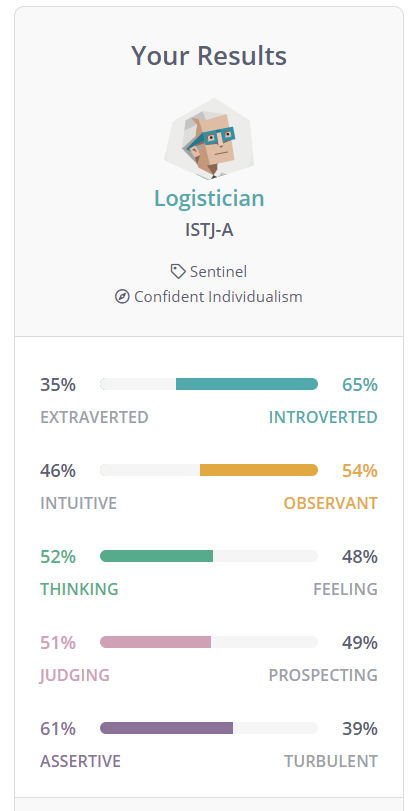 Your Results
Logistician
ISTJ-A
Sentinel
Confident Individualism
35% 65%
EXTRAVERTED INTROVERTED
46% 54%
INTUITIVE OBSERVANT
52% 48%
THINKING FEELING
51% 49%
JUDGING PROSPECTING
61% 39%
ASSERTIVE TURBULENT